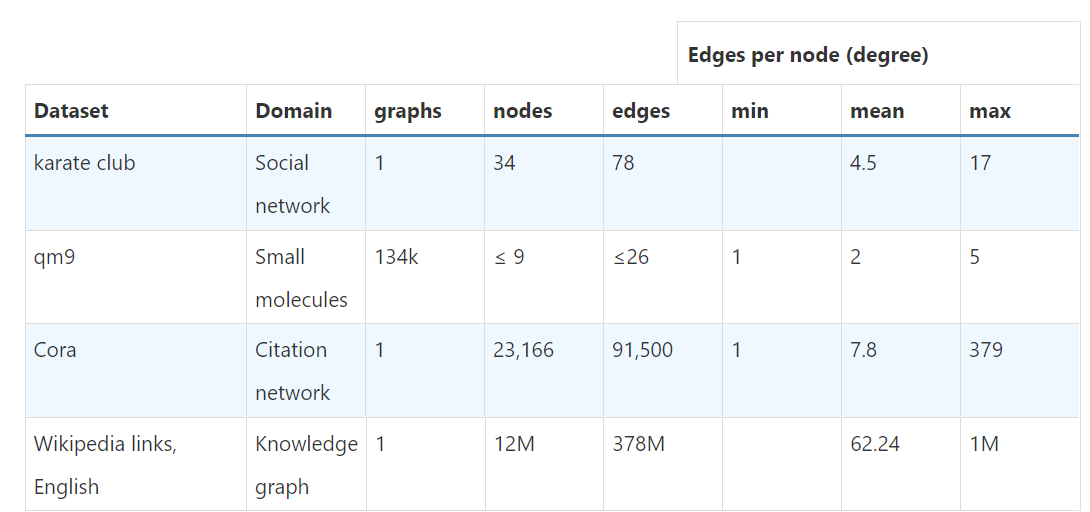 Edges per node (degree)
Dataset Domain graphs nodes edges min mean max
karate club Social 1 34 78 4.5 17
network
qm9 Small 134k ≤ 9 ≤26 1 2 5
molecules
Cora Citation 1 23,166 91,500 1 7.8 379
network
Wikipedia links, Knowledge 1 12M 378M 62.24 1M
English graph